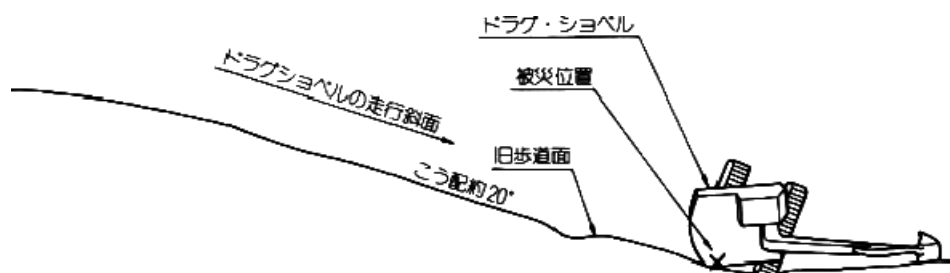 ドラグ・ショベル
被災位置
ドラグショベルの走行斜面
旧歩道面
こう配約20°